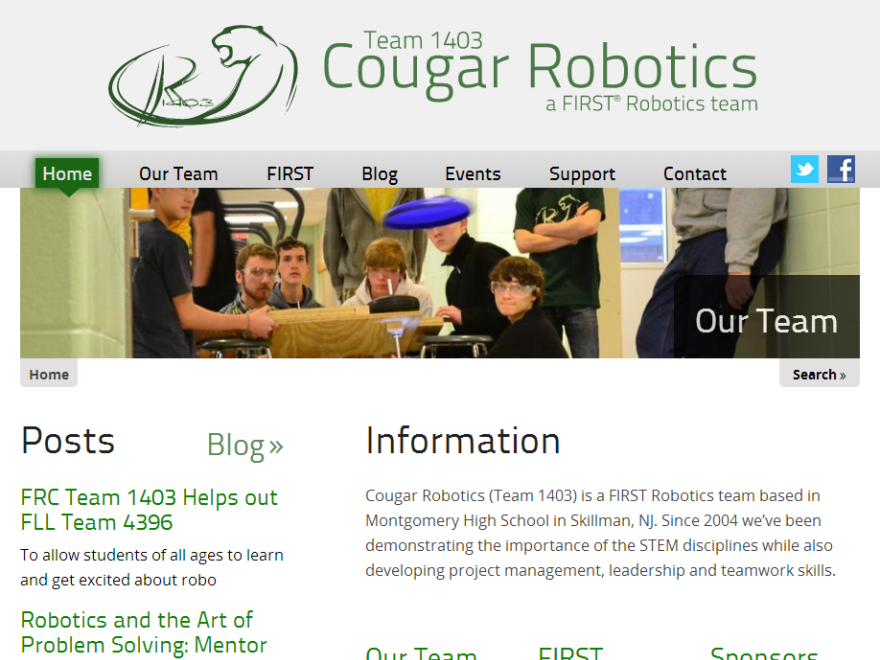 1403
Team 1403
Cougar Robotics
a FIRST® Robotics team
Home
Our Team
FIRST
Blog
Events
Support
Contact
Our Team
Home
Search »
Posts
Blog »
Information
FRC Team 1403 Helps out
FLL Team 4396
To allow students of all ages to learn
and get excited about robo
Robotics and the Art of
Problem Solving: Mentor
Cougar Robotics (Team 1403) is a FIRST Robotics team based in
Montgomery High School in Skillman, NJ. Since 2004 we've been
demonstrating the importance of the STEM disciplines while also
developing project management, leadership and teamwork skills.
Our Team
FIRST
Sponsors